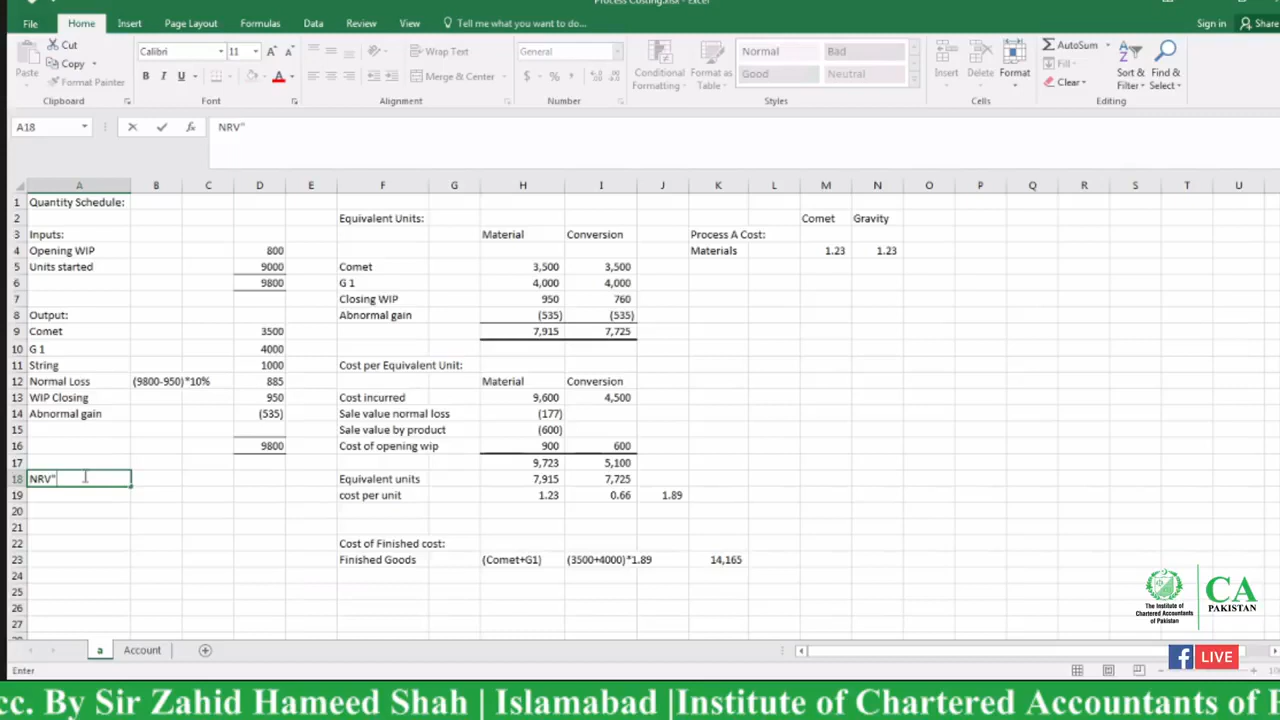 Process Costing.xlsx - Excel
File Home Insert Page Layout Formulas Data Review View Tell me what you want to do... Sign in Share
Cut
Copy
Format Painter
Paste
Clipboard
Calibri 11
B I U
Font
Wrap Text
Merge & Center
Alignment
General
$ % ,
Number
Conditional Formatting
Format as Table
Normal Bad
Good Neutral
Styles
Insert Delete Format
Cells
AutoSum
Fill
Clear
Sort & Filter
Find & Select
Editing
A18 fx NRV"
A B C D E F G H I J K L M N O P Q R S T U
1 Quantity Schedule:
2 Equivalent Units: Comet Gravity
3 Inputs: Material Conversion Process A Cost:
4 Opening WIP 800 Materials 1.23 1.23
5 Units started 9000 Comet 3,500 3,500
6 9800 G 1 4,000 4,000
7 Closing WIP 950 760
8 Output: Abnormal gain (535) (535)
9 Comet 3500 7,915 7,725
10 G 1 4000
11 String 1000 Cost per Equivalent Unit:
12 Normal Loss (9800-950)*10% 885 Material Conversion
13 WIP Closing 950 Cost incurred 9,600 4,500
14 Abnormal gain (535) Sale value normal loss (177)
15 Sale value by product (600)
16 9800 Cost of opening wip 900 600
17 9,723 5,100
18 NRV" Equivalent units 7,915 7,725
19 cost per unit 1.23 0.66 1.89
20
21
22 Cost of Finished cost:
23 Finished Goods (Comet+G1) (3500+4000)*1.89 14,165
24
25
26
27
The Institute of
Chartered Accountants
of Pakistan
CA
PAKISTAN
a Account
f LIVE
Enter
cc. By Sir Zahid Hameed Shah | Islamabad |Institute of Chartered Accountants of